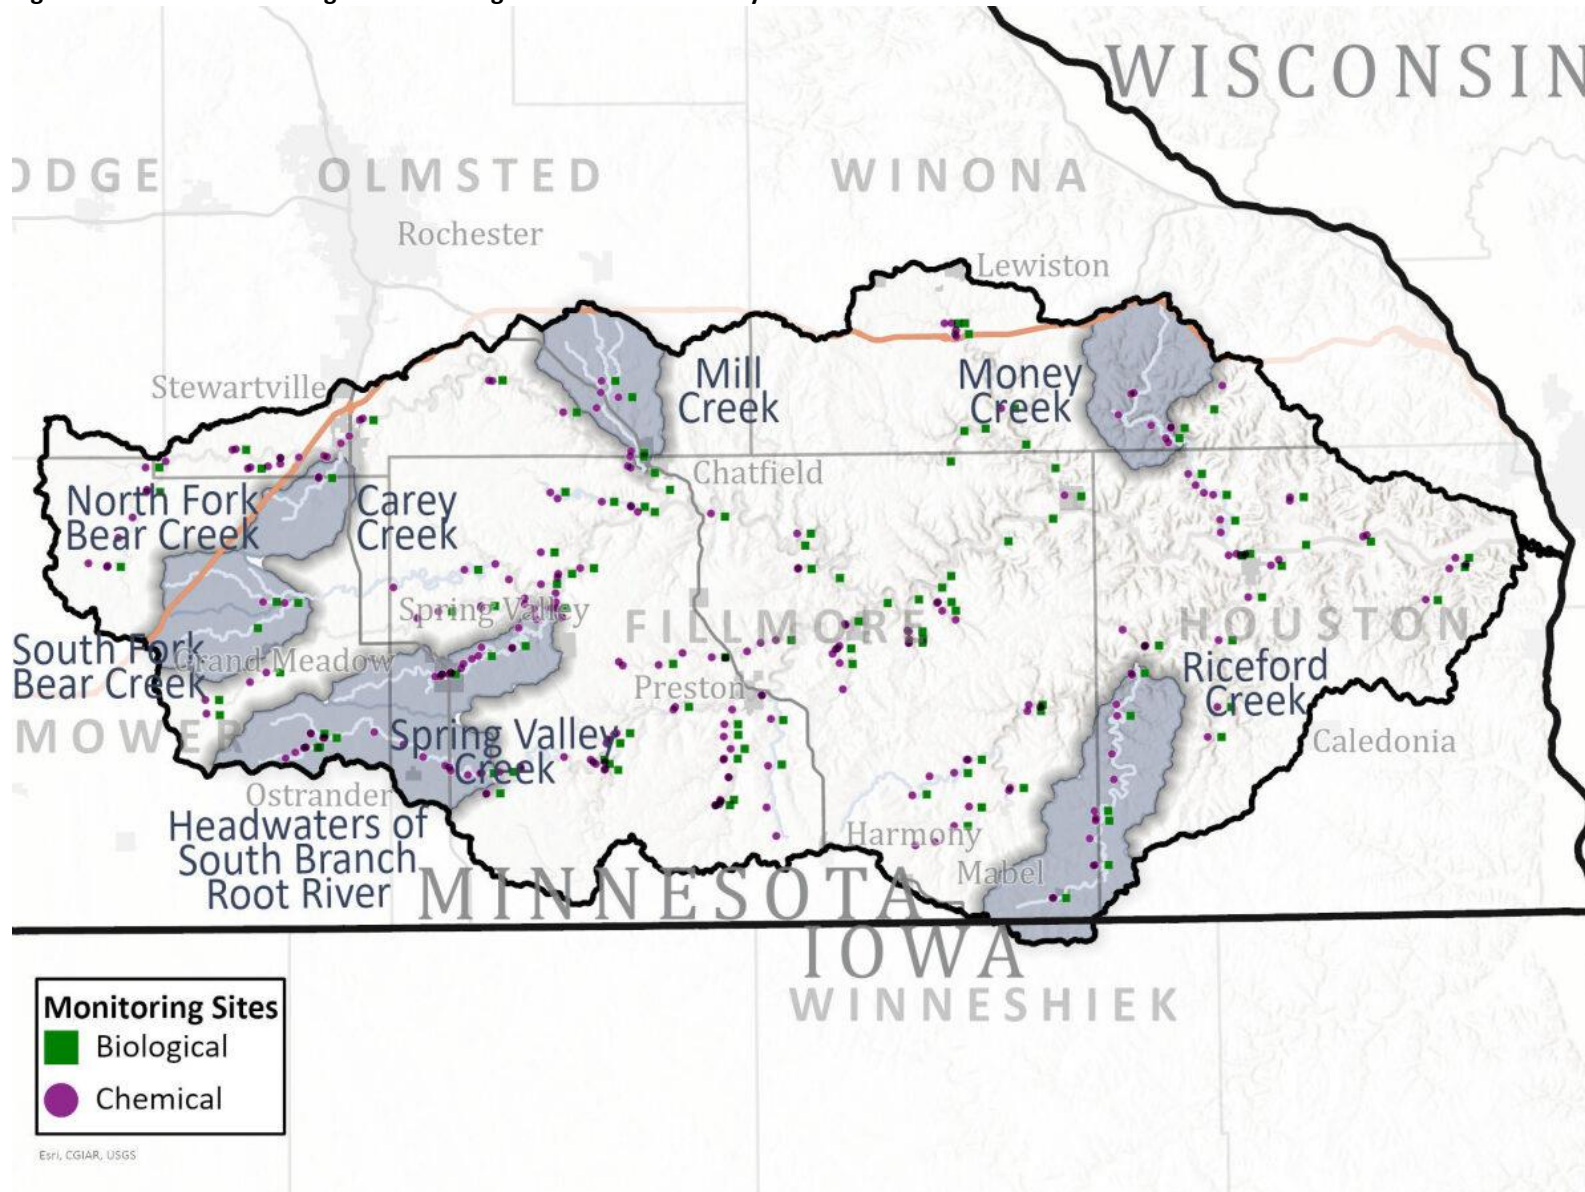 WISCONSIN
ODGE
OLMSTED
WINONA
Rochester
Lewiston
Stewartville
Mill
Creek
Money
Creek
Chatfield
North Fork
Bear Creek
Carey
Creek
Spring Valley
FILLMORE
HOUSTON
South Fork
Bear Creek
Grand Meadow
Preston
Riceford
Creek
MOWER
Spring Valley
Creek
Caledonia
Ostrander
Headwaters of
South Branch
Root River
Harmony
Mabel
MINNESOTA-
IOWA
WINNESHIEK
Monitoring Sites
Biological
Chemical
Esri, CGIAR, USGS